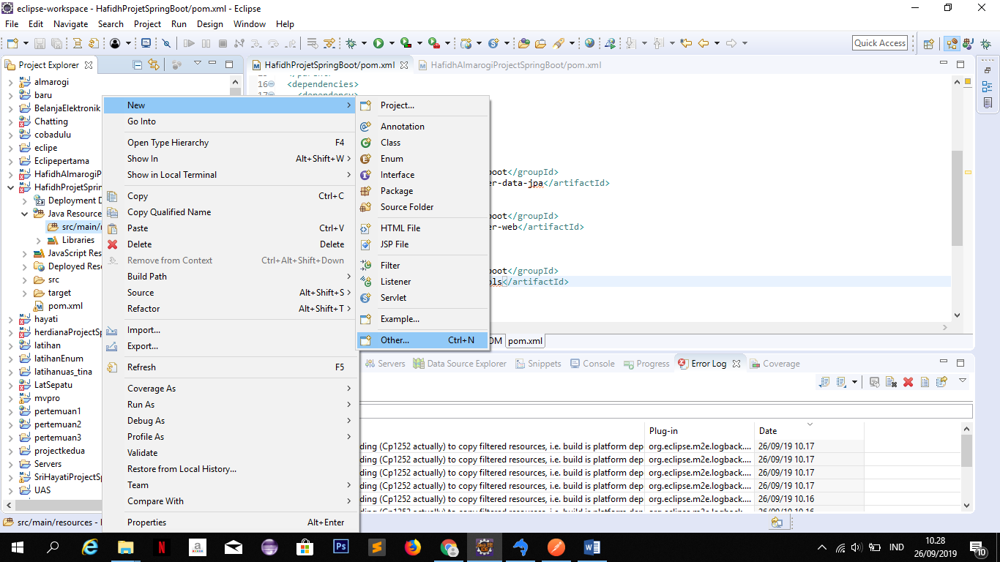 eclipse-workspace - HafidhProjetSpringBoot/pom.xml - Eclipse
File Edit Navigate Search Project Run Design Window Help
Quick Access
Project Explorer
almarogi
baru
BelanjaElektronik
Chatting
cobadulu
eclipe
Eclipepertama
HafidhAlmarogiP
HafidhProjetSprin
Deployment D
Java Resource
src/main/r
Libraries
JavaScript Res
Deployed Reso
src
target
pom.xml
hayati
herdianaProjectSp
latihan
latihanEnum
latihanuas_tina
LatSepatu
mvpro
pertemuan1
pertemuan2
pertemuan3
projectkedua
Servers
SriHayatiProjectSp
UAS
New
Go Into
Open Type Hierarchy F4
Show In Alt+Shift+W
Show in Local Terminal
Copy Ctrl+C
Copy Qualified Name
Paste Ctrl+V
Delete Delete
Remove from Context Ctrl+Alt+Shift+Down
Build Path
Source Alt+Shift+S
Refactor Alt+Shift+T
Import...
Export...
Refresh F5
Coverage As
Run As
Debug As
Profile As
Validate
Restore from Local History...
Team
Compare With
Properties Alt+Enter
Project...
Annotation
Class
Enum
Interface
Package
Source Folder
HTML File
JSP File
Filter
Listener
Servlet
Example...
Other... Ctrl+N
HafidhProjetSpringBoot/pom.xml HafidhAlmarogiProjectSpringBoot/pom.xml
16 <dependencies>
oot</groupId>
er-data-jpa</artifactId>
oot</groupId>
er-web</artifactId>
oot</groupId>
ols</artifactId>
OM pom.xml
Servers Data Source Explorer Snippets Console Progress Error Log Coverage
Plug-in Date
ding (Cp1252 actually) to copy filtered resources, i.e. build is platform dep org.eclipse.m2e.logback.... 26/09/19 10.17
ding (Cp1252 actually) to copy filtered resources, i.e. build is platform dep org.eclipse.m2e.logback.... 26/09/19 10.17
ding (Cp1252 actually) to copy filtered resources, i.e. build is platform dep org.eclipse.m2e.logback.... 26/09/19 10.17
ding (Cp1252 actually) to copy filtered resources, i.e. build is platform dep org.eclipse.m2e.logback.... 26/09/19 10.17
ding (Cp1252 actually) to copy filtered resources, i.e. build is platform dep org.eclipse.m2e.logback.... 26/09/19 10.16
src/main/resources -
IND
10.28
26/09/2019
10